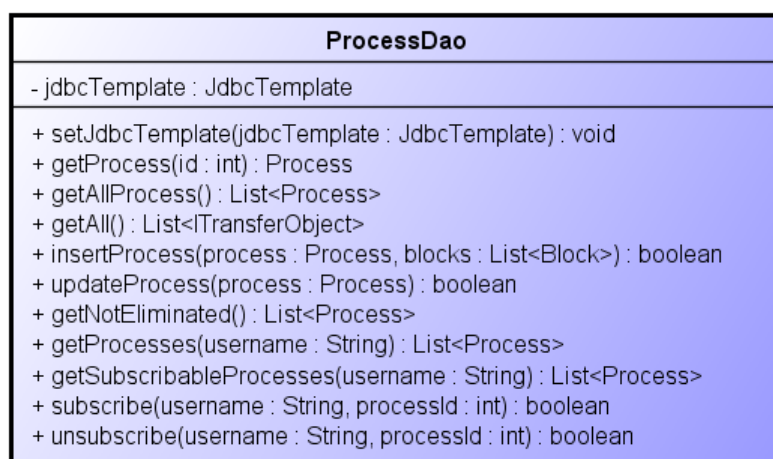 ProcessDao
- jdbcTemplate : JdbcTemplate
+ setJdbcTemplate(jdbcTemplate : JdbcTemplate) : void
+ getProcess(id : int) : Process
+ getAllProcess() : List<Process>
+ getAll() : List<ITransferObject>
+ insertProcess(process : Process, blocks : List<Block>) : boolean
+ updateProcess(process : Process) : boolean
+ getNotEliminated() : List<Process>
+ getProcesses(username : String) : List<Process>
+ getSubscribableProcesses(username : String) : List<Process>
+ subscribe(username : String, processId : int) : boolean
+ unsubscribe(username : String, processId : int) : boolean